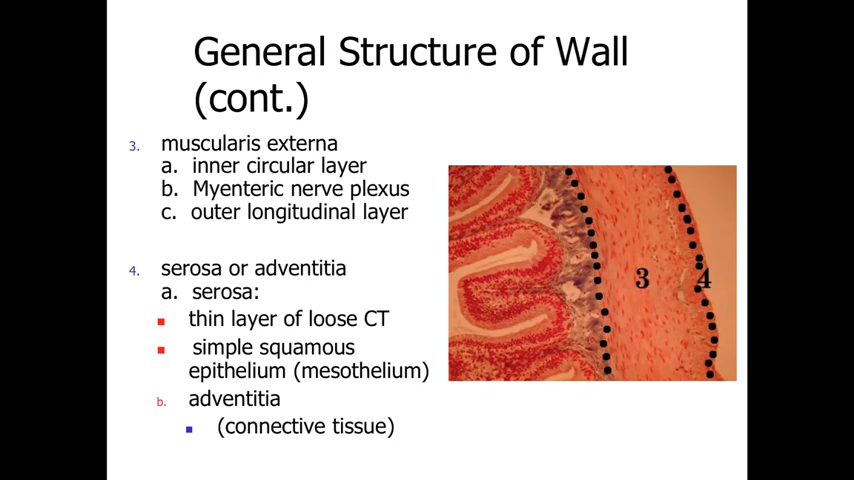 General Structure of Wall
(cont.)
3. muscularis externa
a. inner circular layer
b. Myenteric nerve plexus
c. outer longitudinal layer
4. serosa or adventitia
a. serosa:
thin layer of loose CT
simple squamous
epithelium (mesothelium)
b. adventitia
(connective tissue)
3
4